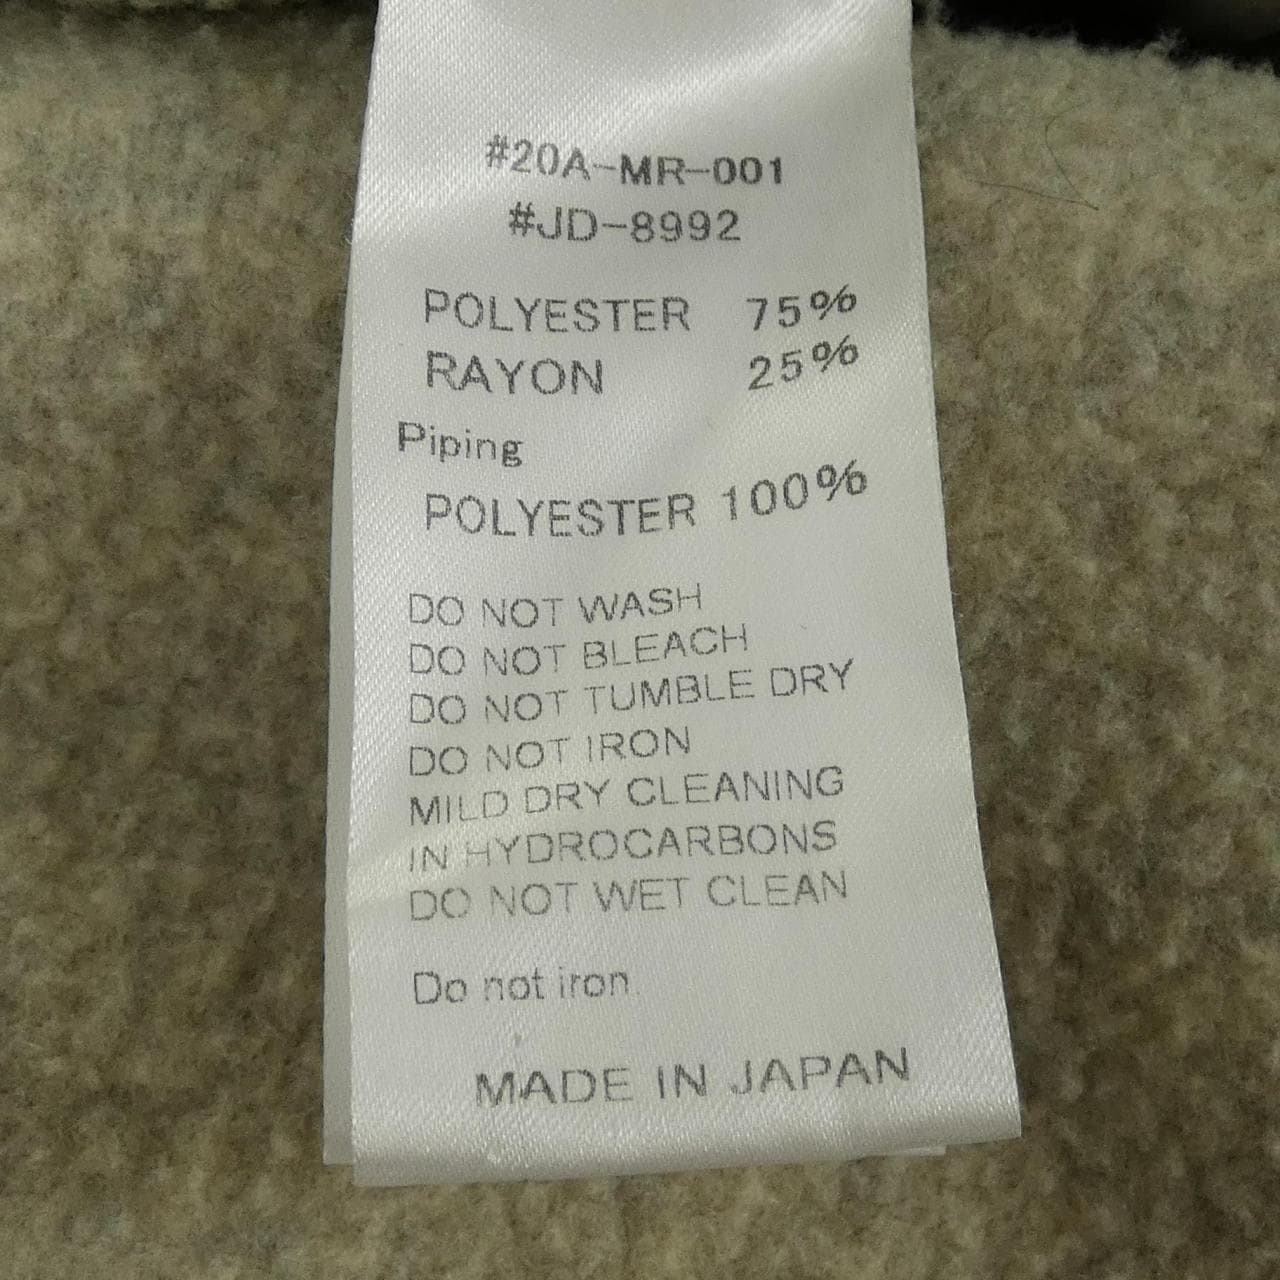 #20A-MR-001
#JD-8992
POLYESTER 75%
RAYON 25%
Piping
POLYESTER 100%
DO NOT WASH
DO NOT BLEACH
DO NOT TUMBLE DRY
DO NOT IRON
MILD DRY CLEANING
IN HYDROCARBONS
DO NOT WET CLEAN
Do not iron.
MADE IN JAPAN